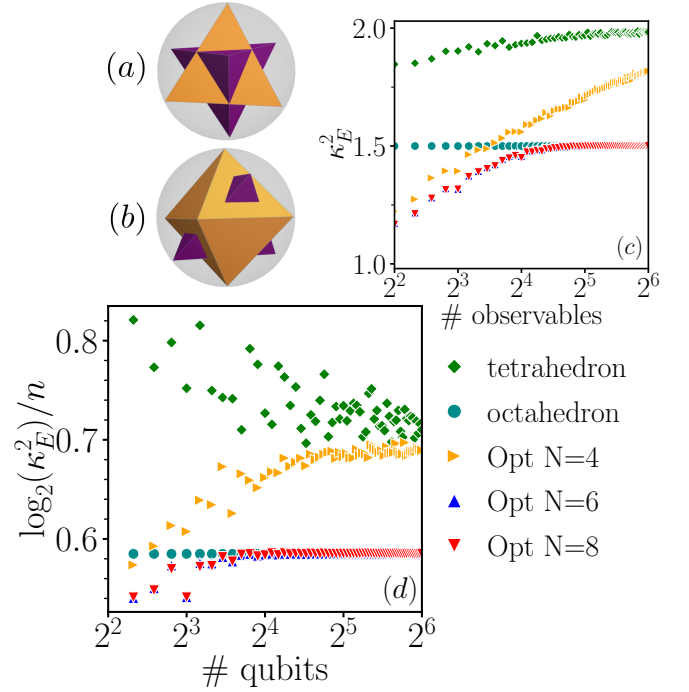 (a)
(b)
κ_E^2
2.0
1.5
1.0
(c)
2^2 2^3 2^4 2^5 2^6
# observables
log_2(κ_E^2)/n
0.8
0.7
0.6
(d)
2^2 2^3 2^4 2^5 2^6
# qubits
tetrahedron
octahedron
Opt N=4
Opt N=6
Opt N=8